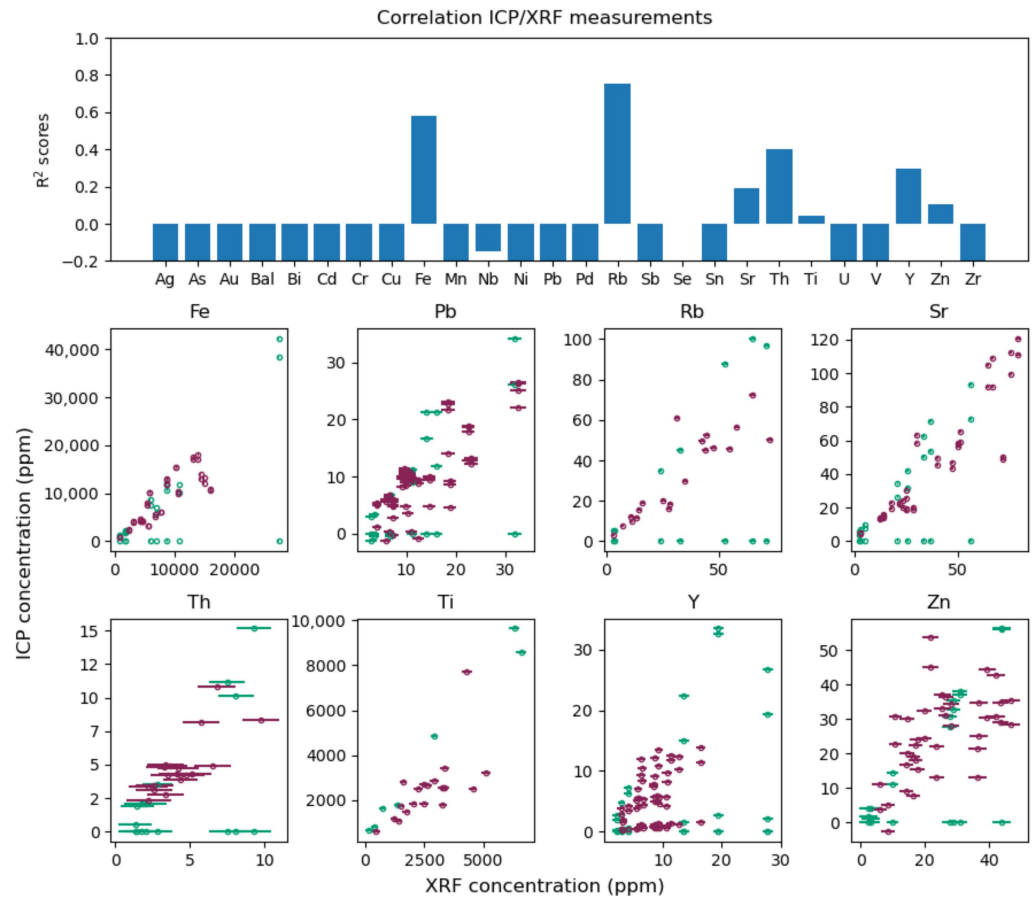 Correlation ICP/XRF measurements
R² scores
1.0
0.8
0.6
0.4
0.2
0.0
−0.2
Ag As Au Bal Bi Cd Cr Cu Fe Mn Nb Ni Pb Pd Rb Sb Se Sn Sr Th Ti U V Y Zn Zr
ICP concentration (ppm)
Fe
40,000
30,000
20,000
10,000
0
0 10000 20000
Pb
30
20
10
0
10 20 30
Rb
100
80
60
40
20
0
0 50
Sr
120
100
80
60
40
20
0
0 50
Th
15
12
10
7
5
2
0
0 5 10
Ti
10,000
8000
6000
4000
2000
0 2500 5000
Y
30
20
10
0
10 20 30
Zn
50
40
30
20
10
0
0 20 40
XRF concentration (ppm)